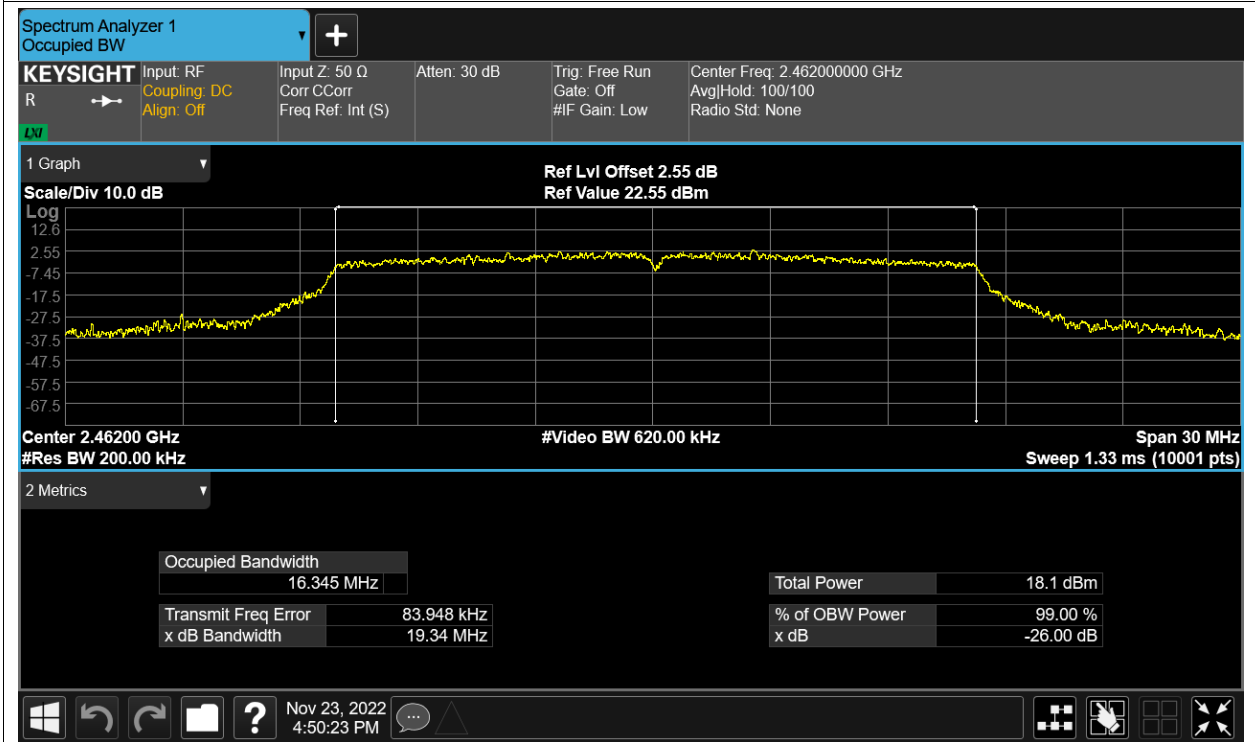 Spectrum Analyzer 1
Occupied BW
+
KEYSIGHT
R
LXI
Input: RF
Coupling: DC
Align: Off
Input Z: 50 Ω
Corr CCorr
Freq Ref: Int (S)
Atten: 30 dB
Trig: Free Run
Gate: Off
#IF Gain: Low
Center Freq: 2.462000000 GHz
Avg|Hold: 100/100
Radio Std: None
1 Graph
Scale/Div 10.0 dB
Ref Lvl Offset 2.55 dB
Ref Value 22.55 dBm
Log
12.6
2.55
-7.45
-17.5
-27.5
-37.5
-47.5
-57.5
-67.5
Center 2.46200 GHz
#Video BW 620.00 kHz
Span 30 MHz
#Res BW 200.00 kHz
Sweep 1.33 ms (10001 pts)
2 Metrics
Occupied Bandwidth
16.345 MHz
Total Power 18.1 dBm
Transmit Freq Error 83.948 kHz
% of OBW Power 99.00 %
x dB Bandwidth 19.34 MHz
x dB -26.00 dB
?
Nov 23, 2022
4:50:23 PM